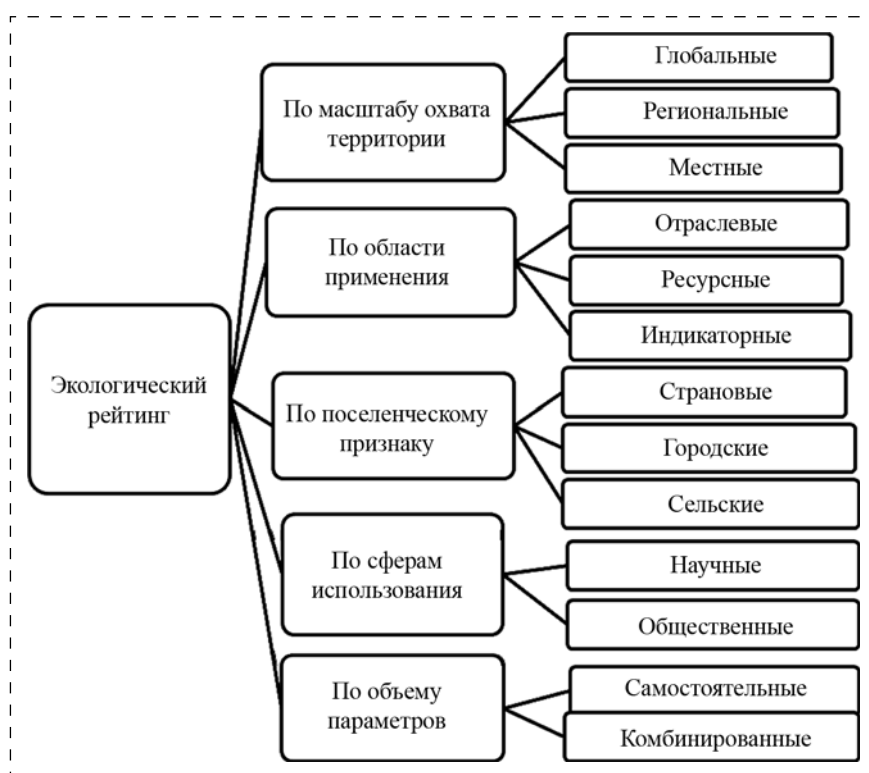 Экологический
рейтинг
По масштабу охвата
территории
Глобальные
Региональные
Местные
По области
применения
Отраслевые
Ресурсные
Индикаторные
По поселенческому
признаку
Страновые
Городские
Сельские
По сферам
использования
Научные
Общественные
По объему
параметров
Самостоятельные
Комбинированные